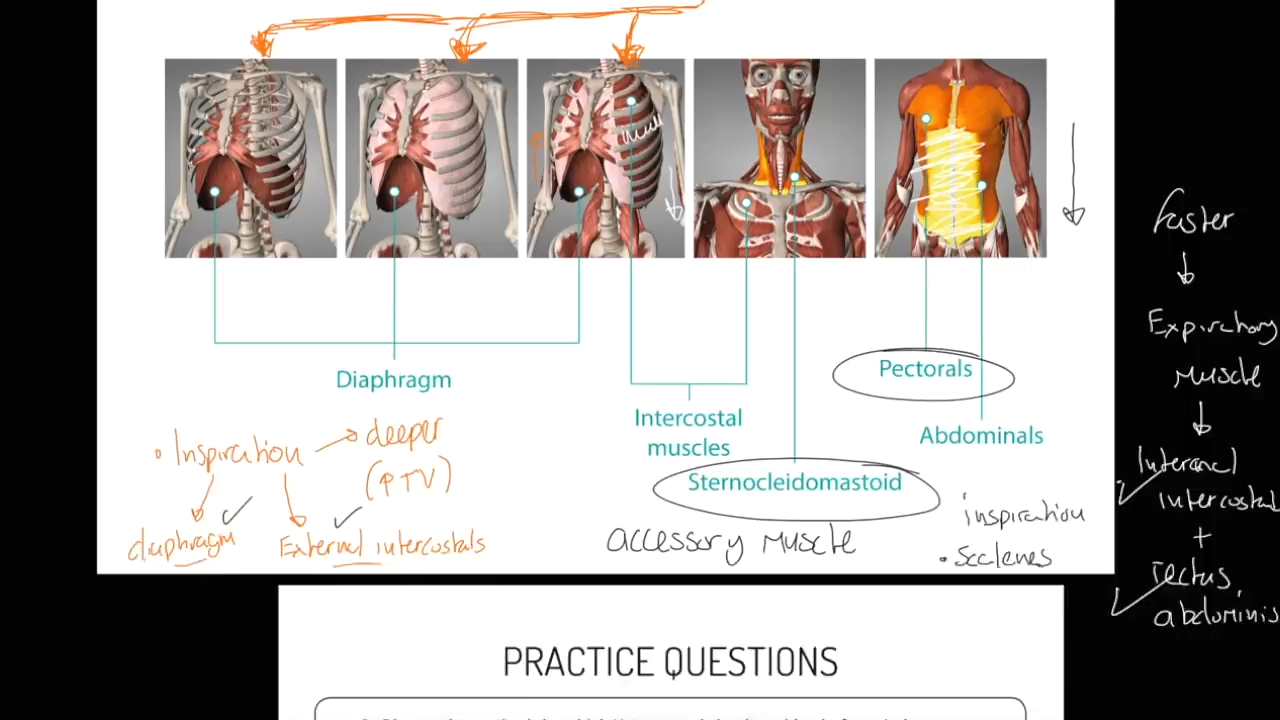 Diaphragm
Intercostal
muscles
Sternocleidomastoid
Pectorals
Abdominals
• Inspiration → deeper
(↑TV)
diaphragm
External intercostals
accessory muscle
inspiration
• Scalenes
faster
↓
Expiratory
muscle
↓
Internal
intercostal
+
rectus
abdominis
PRACTICE QUESTIONS